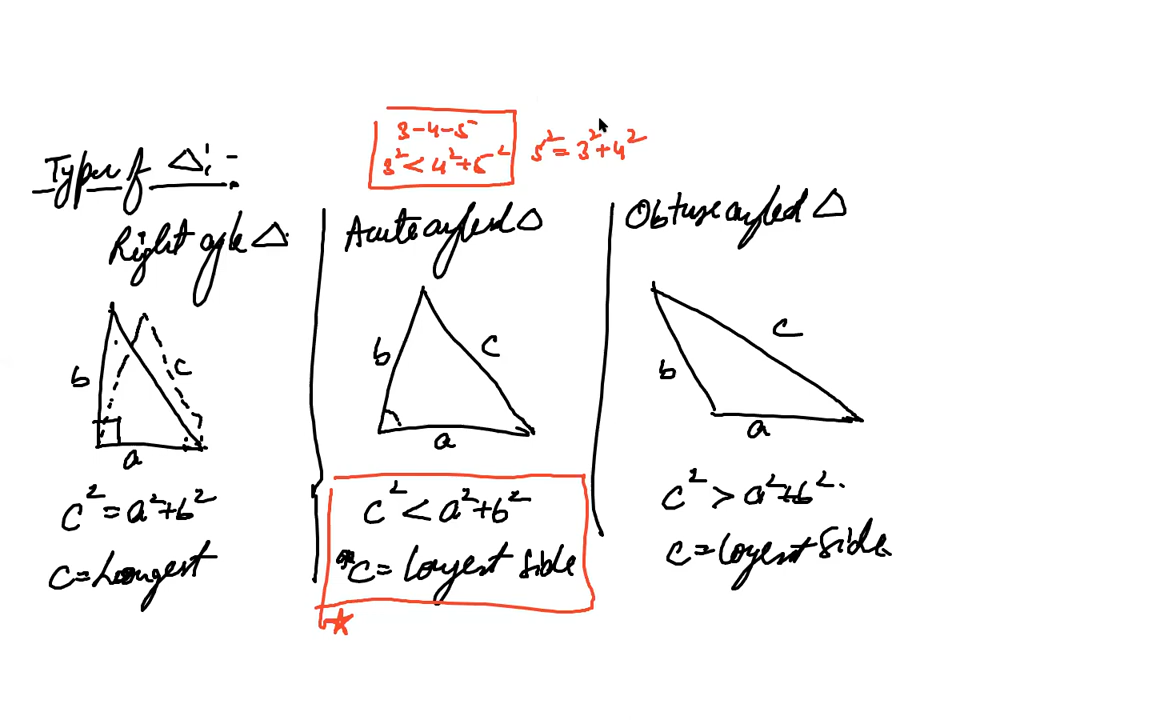 3-4-5
3² < 4²+5²
5² = 3²+4²
Types of Δ: -
Right angle Δ
b
c
a
c² = a²+b²
c = Longest
Acute angled Δ
b
c
a
c² < a²+b²
c = longest side
Obtuse angled Δ
c
b
a
c² > a²+b².
c = longest side